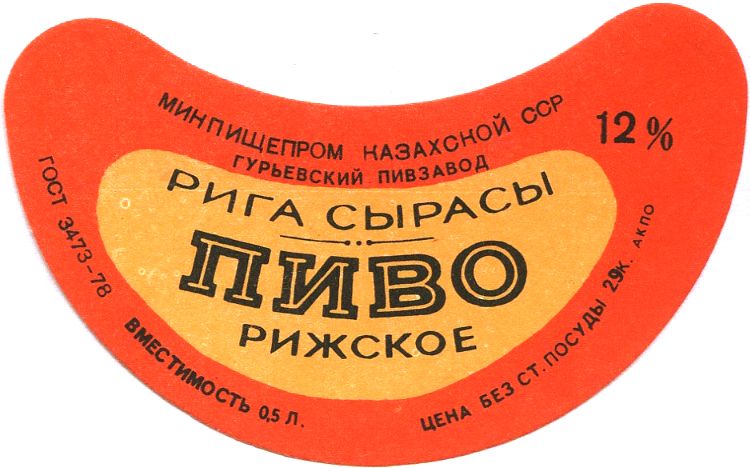 МИНПИЩЕПРОМ КАЗАХСКОЙ ССР
ГУРЬЕВСКИЙ ПИВЗАВОД
12 %
РИГА СЫРАСЫ
ПИВО
РИЖСКОЕ
ГОСТ 3473-78
ВМЕСТИМОСТЬ 0,5 Л.
ЦЕНА БЕЗ СТ. ПОСУДЫ 29к. АКПО